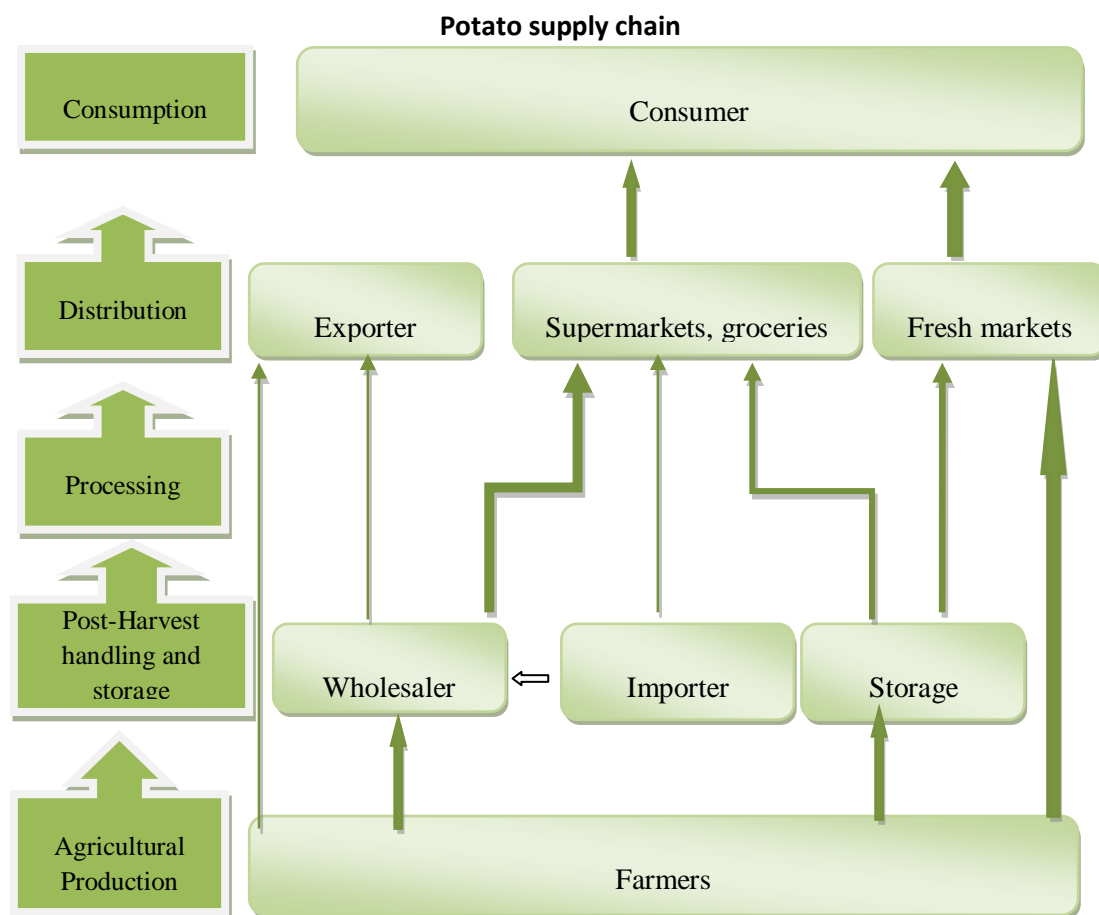 Potato supply chain
Consumption
Consumer
Distribution
Exporter
Supermarkets, groceries
Fresh markets
Processing
Post-Harvest
handling and
storage
Wholesaler
Importer
Storage
Agricultural
Production
Farmers